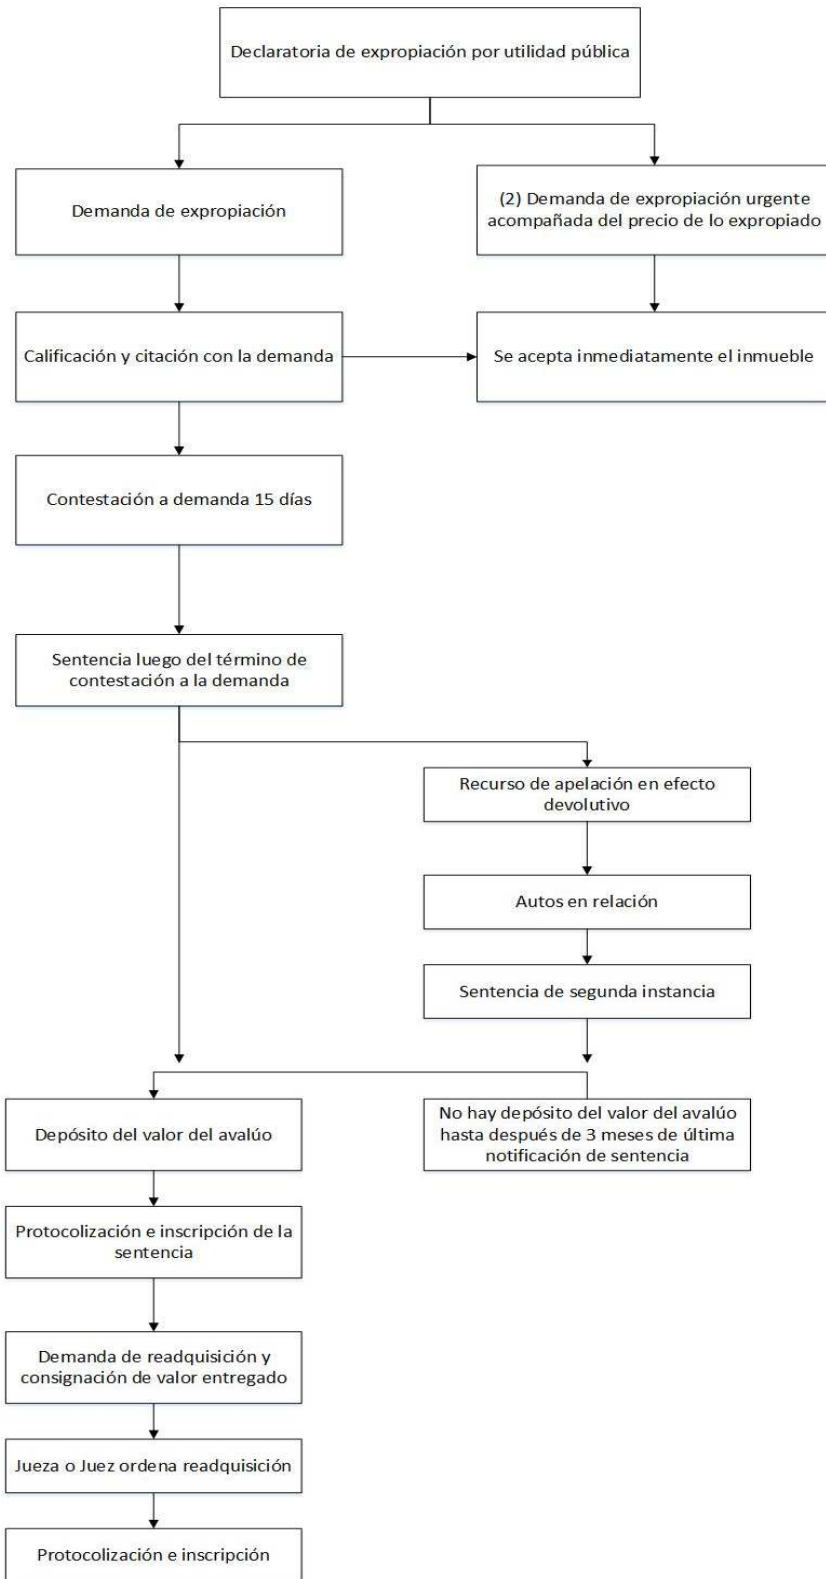 Declaratoria de expropiación por utilidad pública
Demanda de expropiación
(2) Demanda de expropiación urgente
acompañada del precio de lo expropiado
Calificación y citación con la demanda
Se acepta inmediatamente el inmueble
Contestación a demanda 15 días
Sentencia luego del término de
contestación a la demanda
Recurso de apelación en efecto
devolutivo
Autos en relación
Sentencia de segunda instancia
Depósito del valor del avalúo
No hay depósito del valor del avalúo
hasta después de 3 meses de última
notificación de sentencia
Protocolización e inscripción de la
sentencia
Demanda de readquisición y
consignación de valor entregado
Jueza o Juez ordena readquisición
Protocolización e inscripción